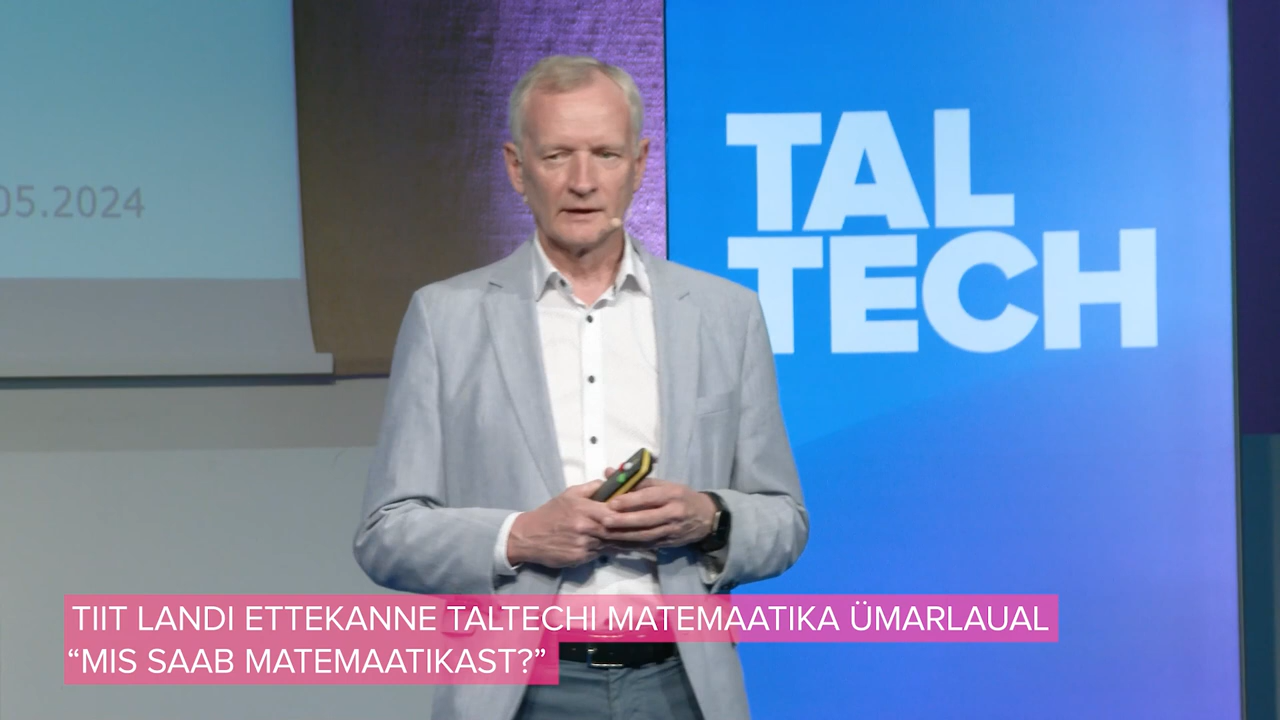 05.2024
TAL
TECH
TIIT LANDI ETTEKANNE TALTECHI MATEMAATIKA ÜMARLAUAL
“MIS SAAB MATEMAATIKAST?”